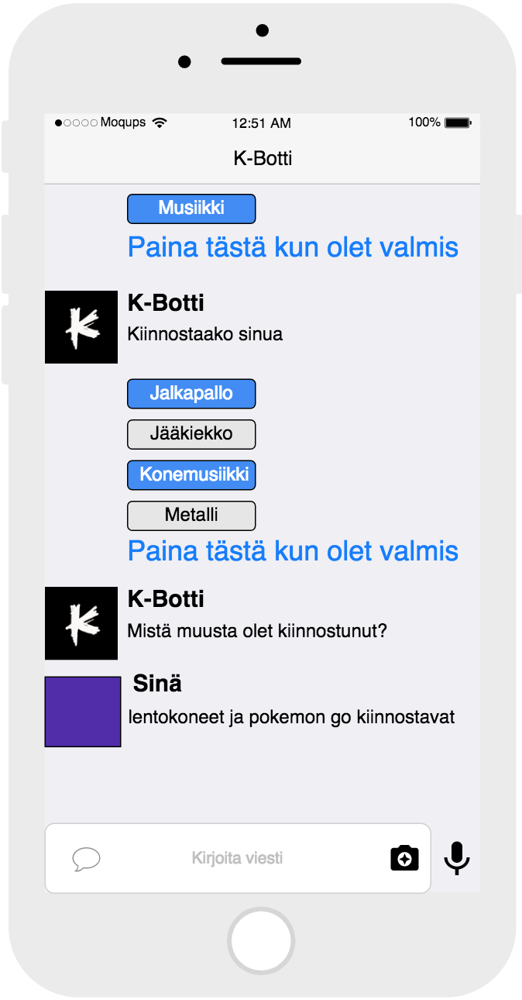 Moqups 12:51 AM 100%
K-Botti
Musiikki
Paina tästä kun olet valmis
K-Botti
Kiinnostaako sinua
Jalkapallo
Jääkiekko
Konemusiikki
Metalli
Paina tästä kun olet valmis
K-Botti
Mistä muusta olet kiinnostunut?
Sinä
lentokoneet ja pokemon go kiinnostavat
Kirjoita viesti